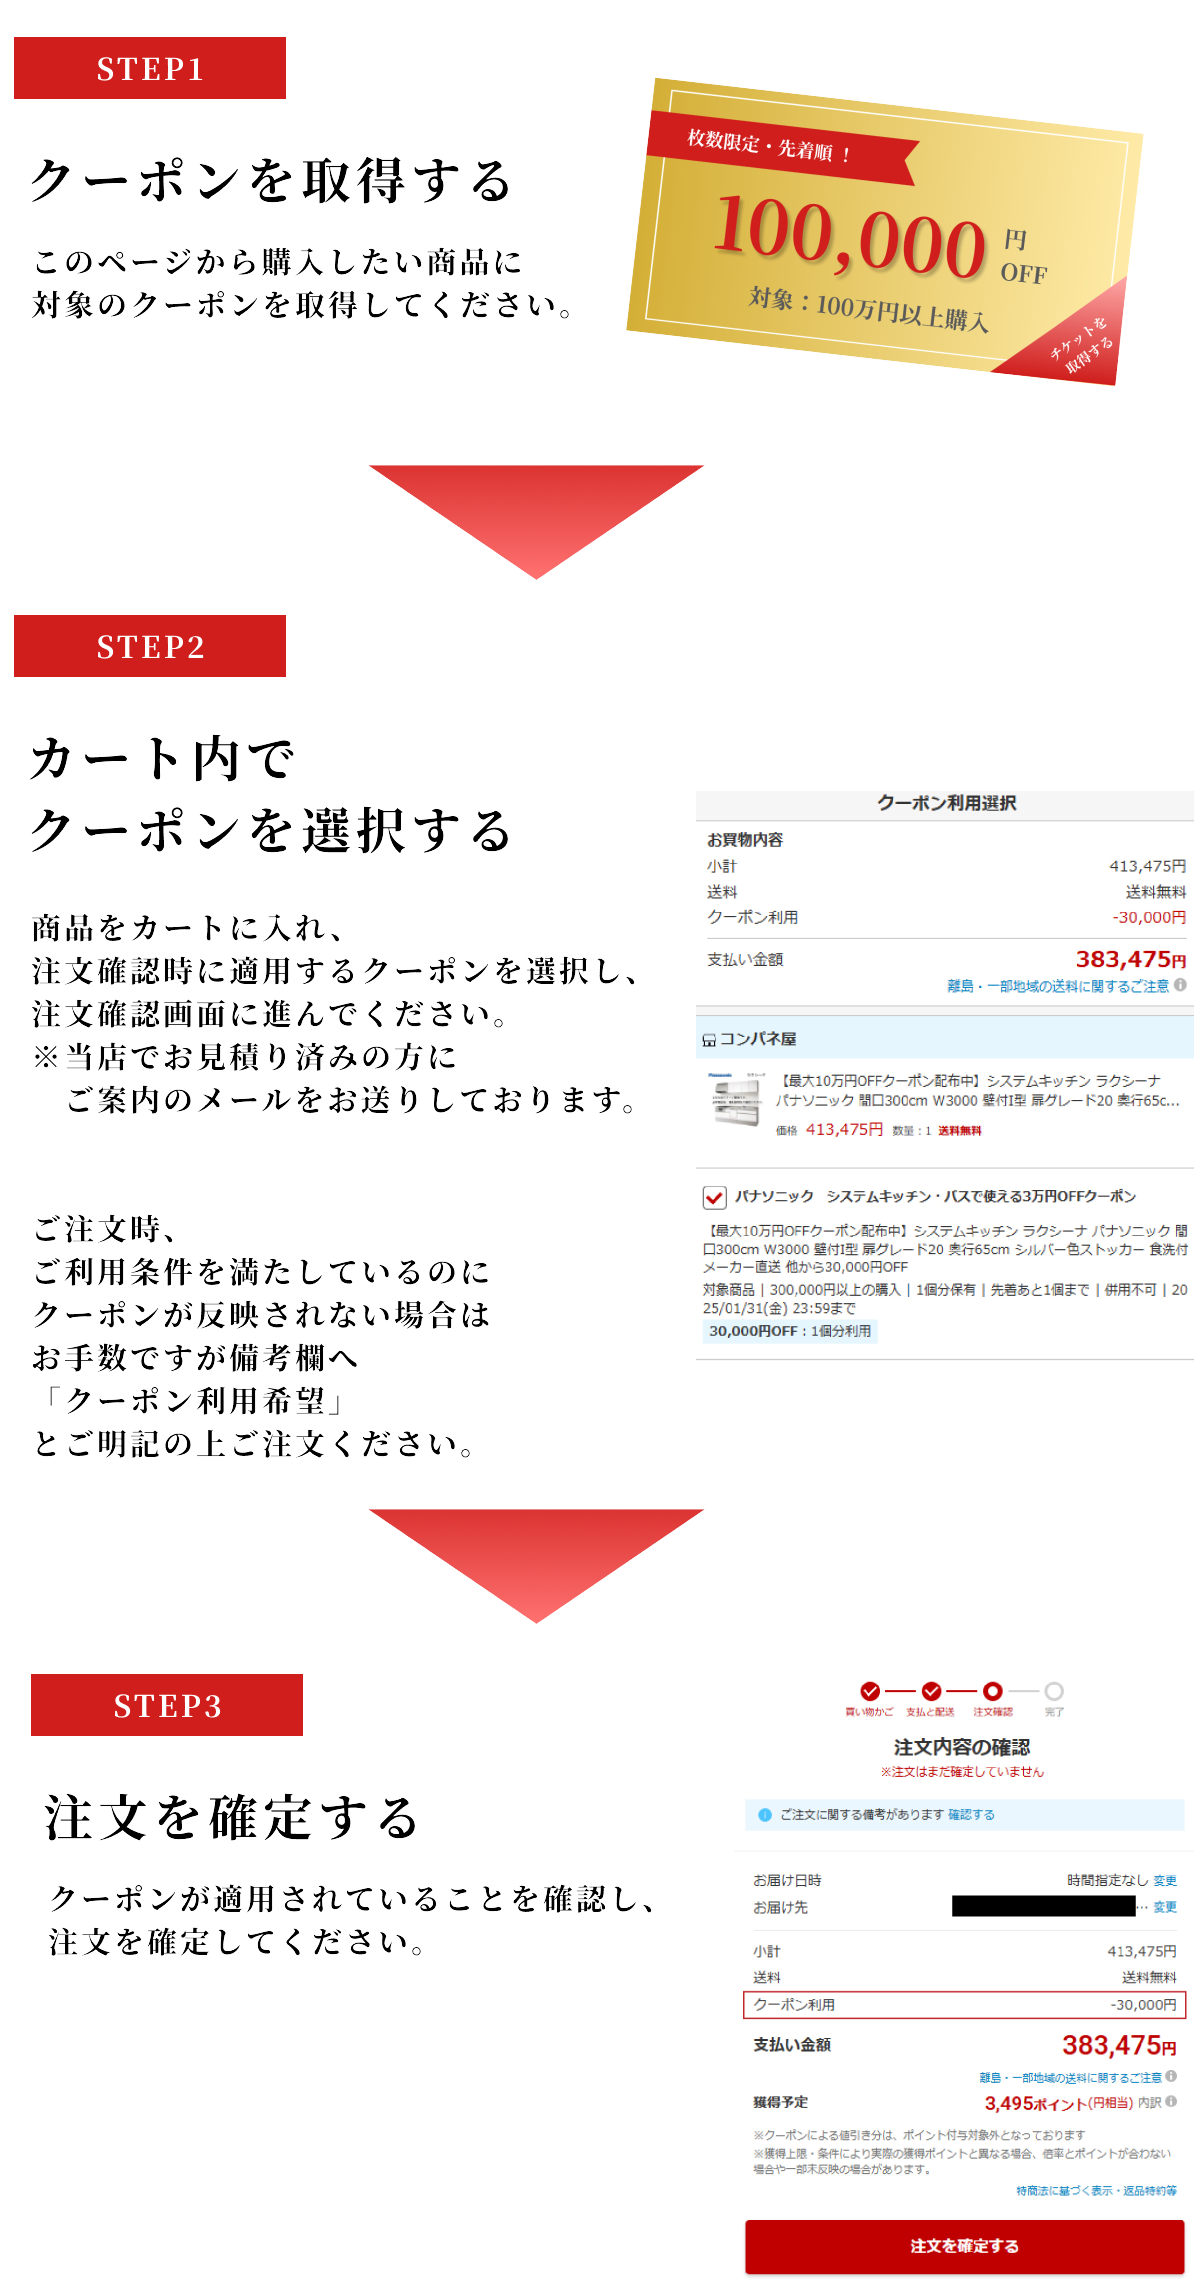 STEP1
クーポンを取得する
このページから購入したい商品に
対象のクーポンを取得してください。
枚数限定・先着順！
100,000
円
OFF
対象：100万円以上購入
チケットを
取得する
STEP2
カート内で
クーポンを選択する
商品をカートに入れ、
注文確認時に適用するクーポンを選択し、
注文確認画面に進んでください。
※当店でお見積り済みの方に
ご案内のメールをお送りしております。
ご注文時、
ご利用条件を満たしているのに
クーポンが反映されない場合は
お手数ですが備考欄へ
「クーポン利用希望」
とご明記の上ご注文ください。
クーポン利用選択
お買物内容
小計 413,475円
送料 送料無料
クーポン利用 -30,000円
支払い金額 383,475円
離島・一部地域の送料に関するご注意
コンパネ屋
【最大10万円OFFクーポン配布中】システムキッチン ラクシーナ
パナソニック 間口300cm W3000 壁付I型 扉グレード20 奥行65c...
価格 413,475円 数量：1 送料無料
パナソニック システムキッチン・バスで使える3万円OFFクーポン
【最大10万円OFFクーポン配布中】システムキッチン ラクシーナ パナソニック 間
口300cm W3000 壁付I型 扉グレード20 奥行65cm シルバー色ストッカー 食洗付
メーカー直送 他から30,000円OFF
対象商品 | 300,000円以上の購入 | 1個分保有 | 先着あと1個まで | 併用不可 | 20
25/01/31(金) 23:59まで
30,000円OFF：1個分利用
STEP3
注文を確定する
クーポンが適用されていることを確認し、
注文を確定してください。
買い物かご 支払と配送 注文確認 完了
注文内容の確認
※注文はまだ確定していません
ご注文に関する備考があります 確認する
お届け日時 時間指定なし 変更
お届け先 … 変更
小計 413,475円
送料 送料無料
クーポン利用 -30,000円
支払い金額 383,475円
離島・一部地域の送料に関するご注意
獲得予定 3,495ポイント(円相当) 内訳
※クーポンによる値引き分は、ポイント付与対象外となっております
※獲得上限・条件により実際の獲得ポイントと異なる場合、倍率とポイントが合わない
場合や一部未反映の場合があります。
特商法に基づく表示・返品特約等
注文を確定する